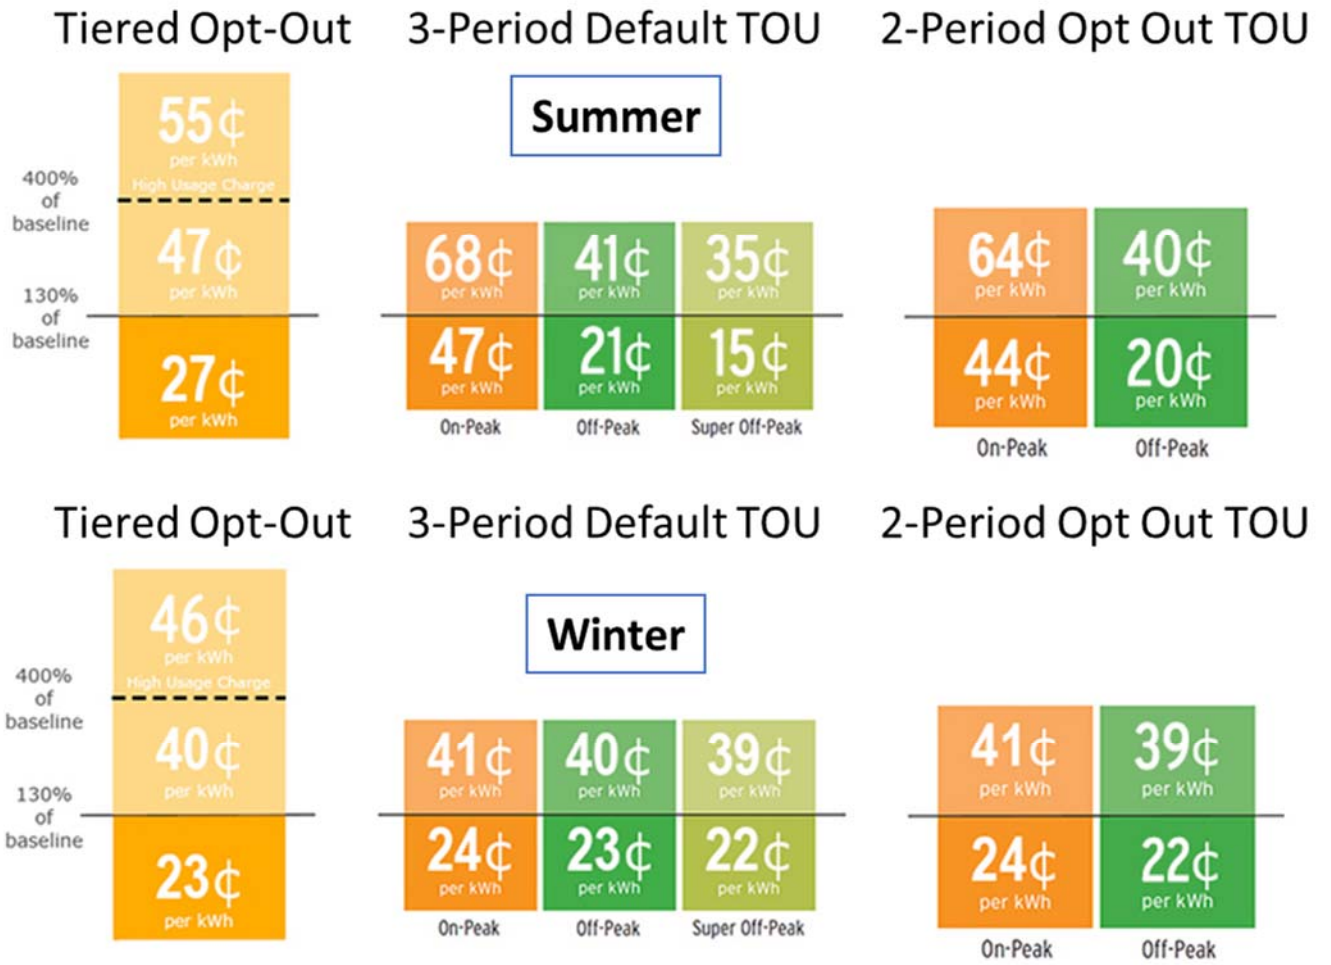 Tiered Opt-Out
3-Period Default TOU
2-Period Opt Out TOU
Summer
55¢
per kWh
High Usage Charge
400%
of
baseline
47¢
per kWh
130%
of
baseline
27¢
per kWh
68¢
per kWh
41¢
per kWh
35¢
per kWh
47¢
per kWh
21¢
per kWh
15¢
per kWh
On-Peak
Off-Peak
Super Off-Peak
64¢
per kWh
40¢
per kWh
44¢
per kWh
20¢
per kWh
On-Peak
Off-Peak
Tiered Opt-Out
3-Period Default TOU
2-Period Opt Out TOU
Winter
46¢
per kWh
High Usage Charge
400%
of
baseline
40¢
per kWh
130%
of
baseline
23¢
per kWh
41¢
per kWh
40¢
per kWh
39¢
per kWh
24¢
per kWh
23¢
per kWh
22¢
per kWh
On-Peak
Off-Peak
Super Off-Peak
41¢
per kWh
39¢
per kWh
24¢
per kWh
22¢
per kWh
On-Peak
Off-Peak